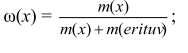 ω(x) = m(x) / (m(x) + m(erituv)) ;